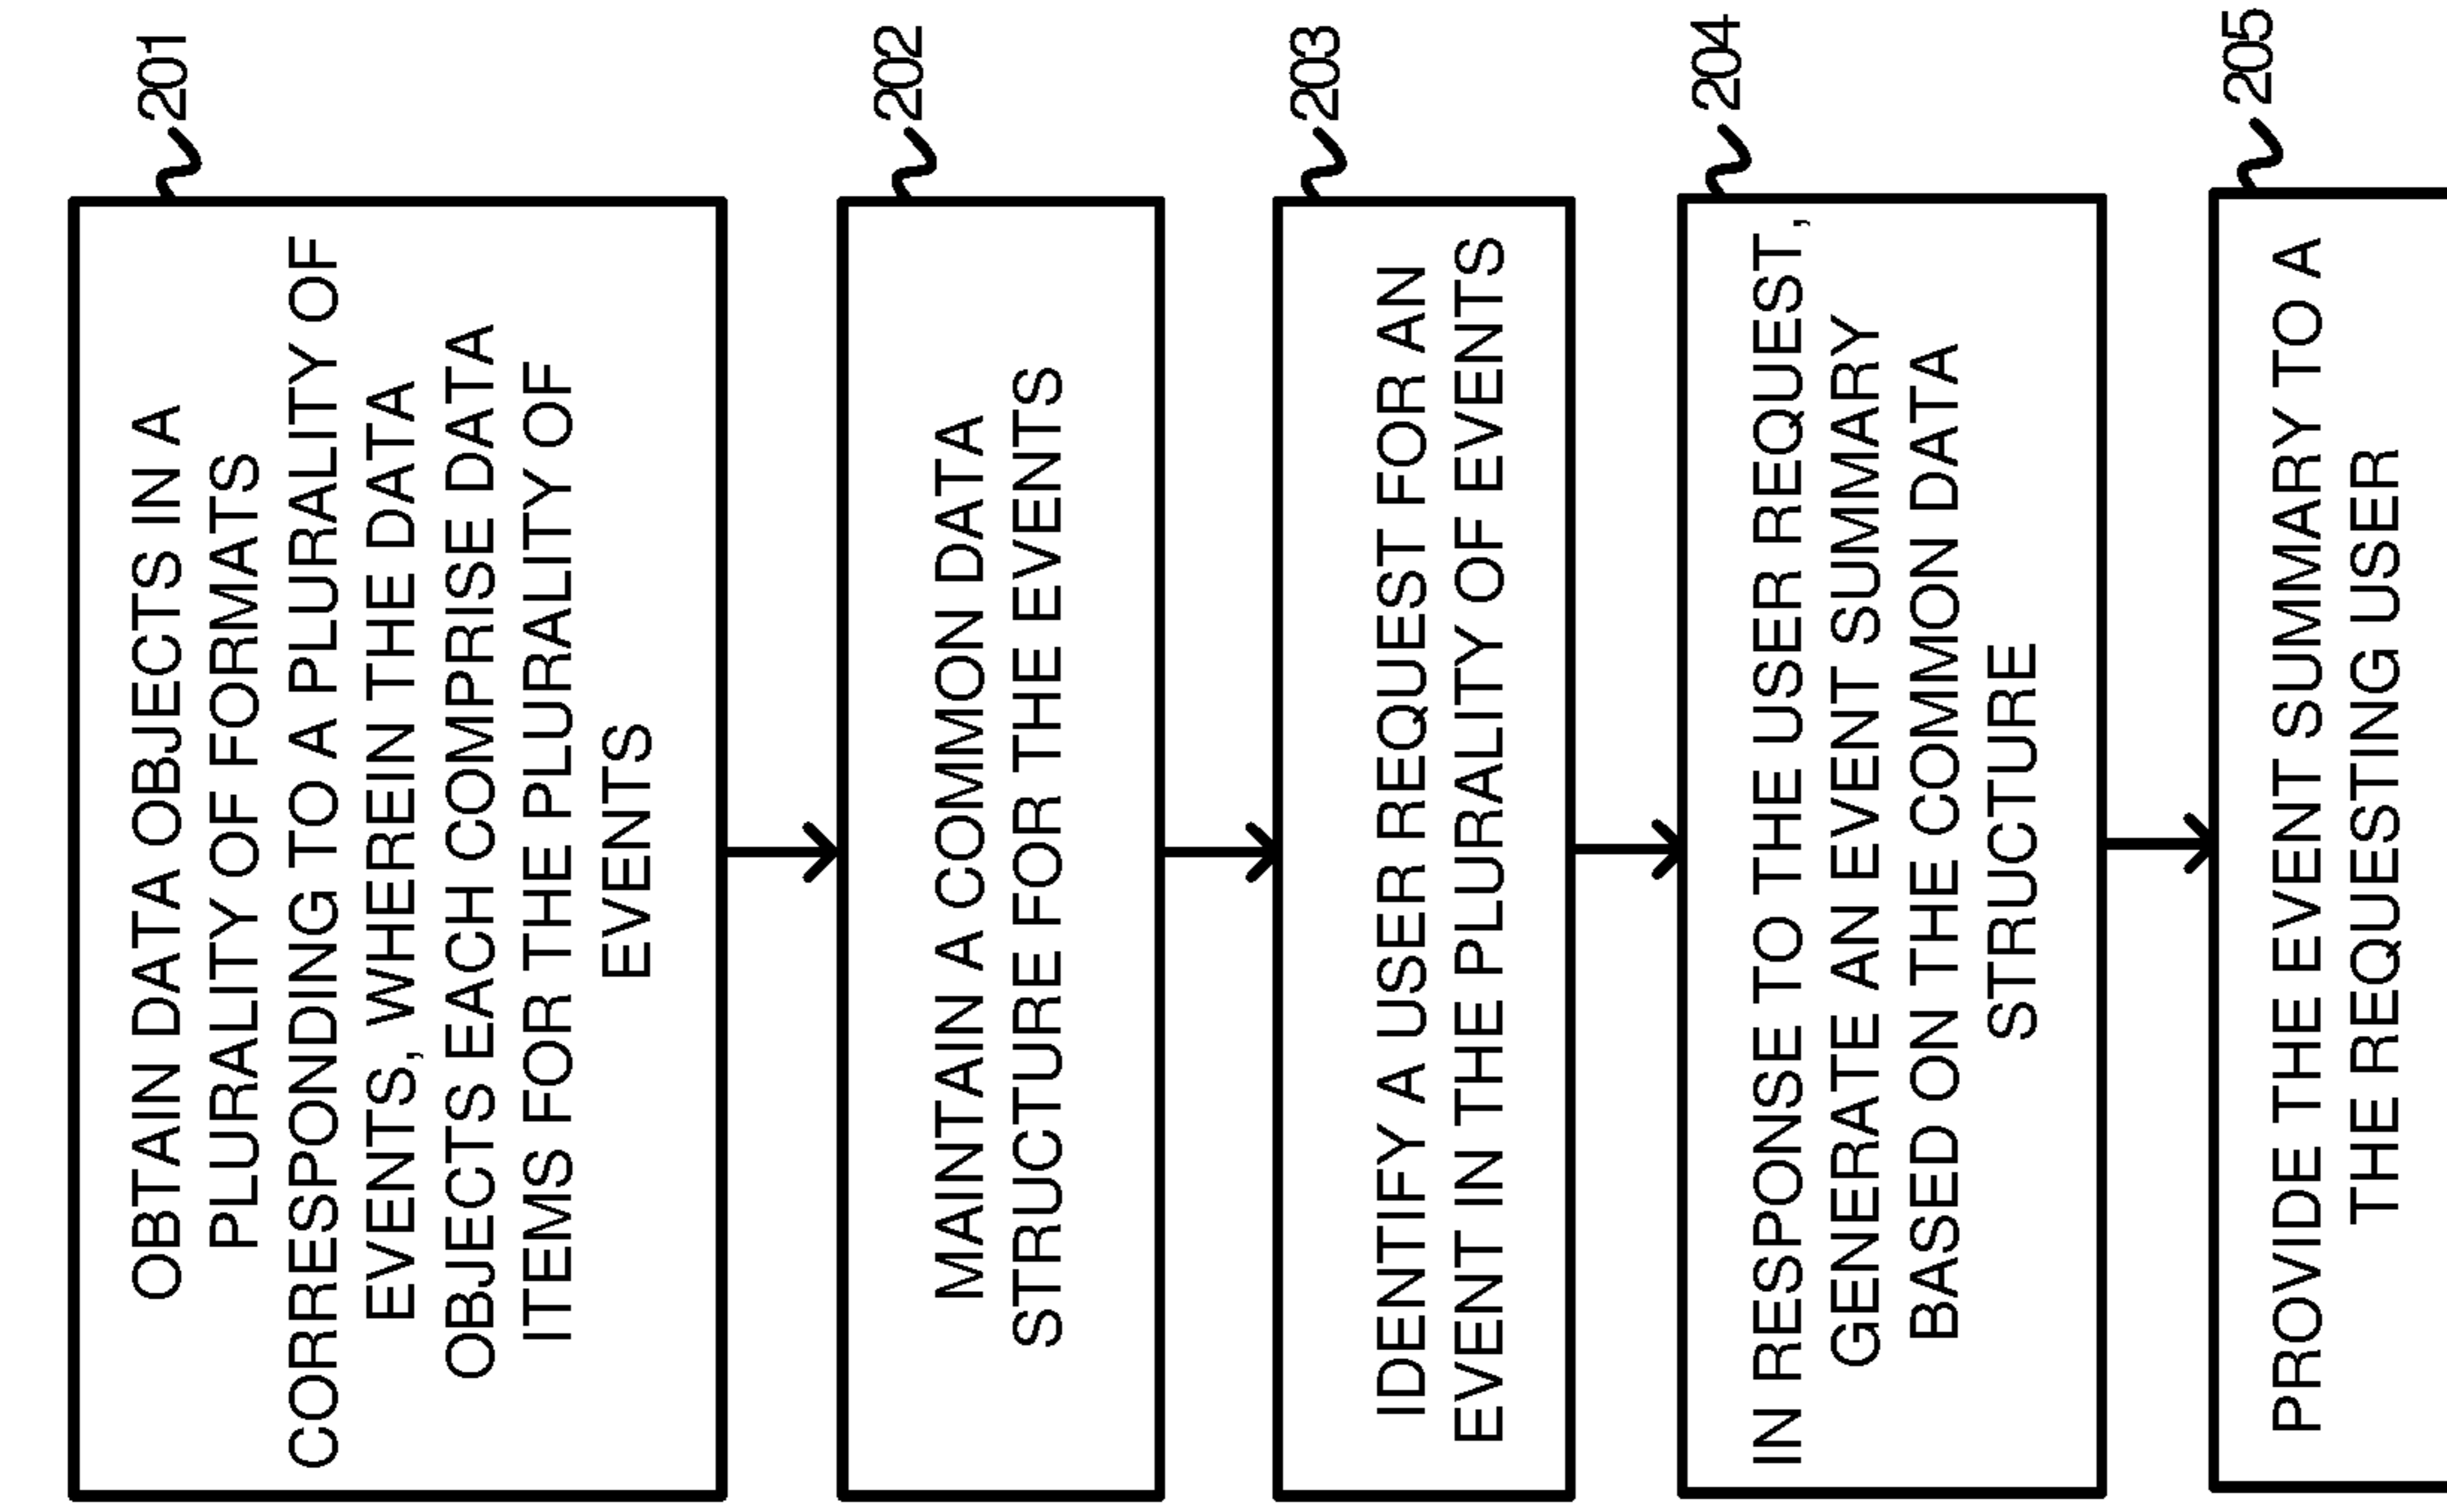 201
OBTAIN DATA OBJECTS IN A
PLURALITY OF FORMATS
CORRESPONDING TO A PLURALITY OF
EVENTS, WHEREIN THE DATA
OBJECTS EACH COMPRISE DATA
ITEMS FOR THE PLURALITY OF
EVENTS
202
MAINTAIN A COMMON DATA
STRUCTURE FOR THE EVENTS
203
IDENTIFY A USER REQUEST FOR AN
EVENT IN THE PLURALITY OF EVENTS
204
IN RESPONSE TO THE USER REQUEST,
GENERATE AN EVENT SUMMARY
BASED ON THE COMMON DATA
STRUCTURE
205
PROVIDE THE EVENT SUMMARY TO A
THE REQUESTING USER